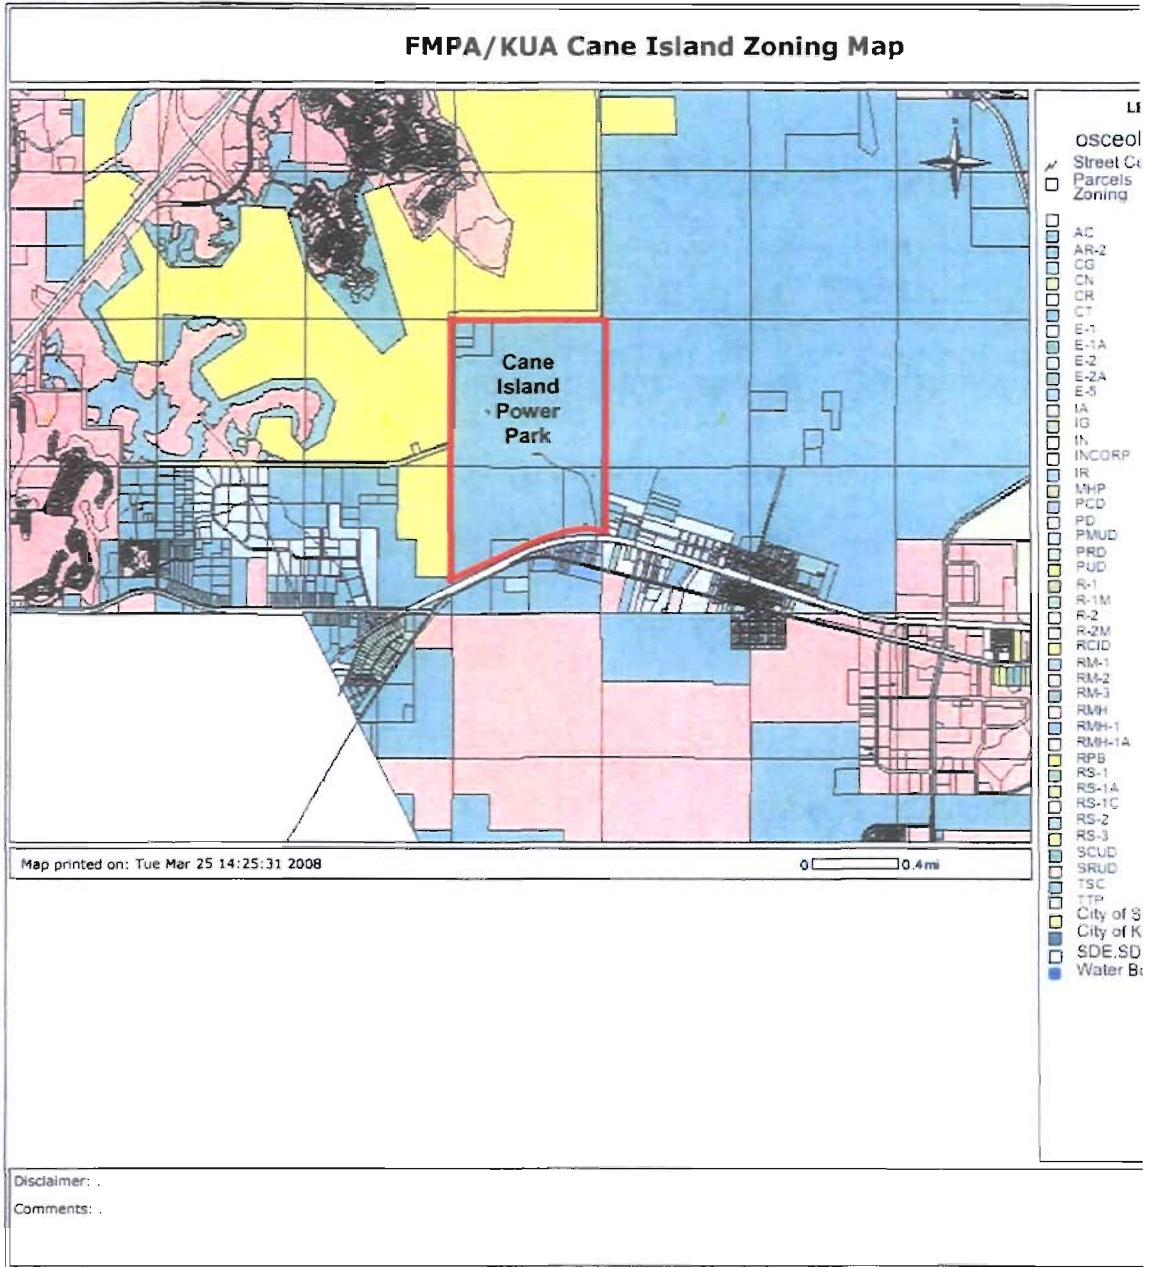 FMPA/KUA Cane Island Zoning Map
Cane
Island
Power
Park
Map printed on: Tue Mar 25 14:25:31 2008
0 0.4mi
Street
Parcels
Zoning
AC
AR-2
CG
CN
CR
CT
E-1
E-1A
E-2
E-2A
E-5
IA
IG
IN
INCORP
IR
MHP
PCD
PD
PMUD
PRD
PUD
R-1
R-1M
R-2
R-2M
RCID
RM-1
RM-2
RM-3
RMH
RMH-1
RMH-1A
RPB
RS-1
RS-1A
RS-1C
RS-2
RS-3
SCUD
SRUD
TSC
TTP
City of S
City of K
SDE.SD
Water
Disclaimer: .
Comments: .